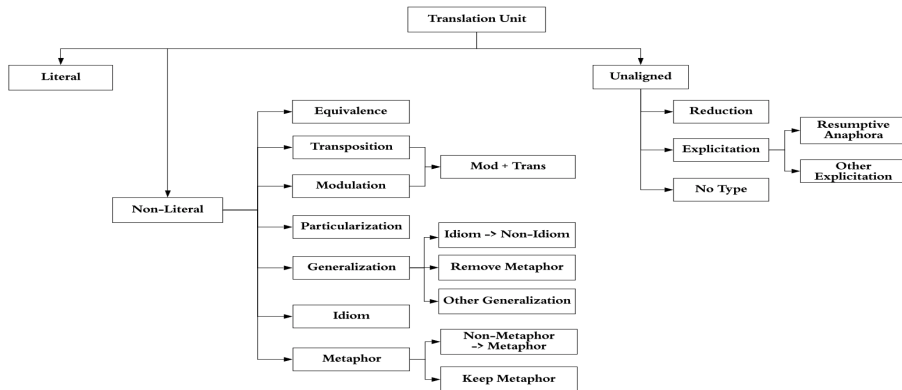 Translation Unit
Literal
Unaligned
Equivalence
Reduction
Resumptive
Anaphora
Transposition
Explicitation
Mod + Trans
Other
Explicitation
Modulation
No Type
Non-Literal
Particularization
Idiom -> Non-Idiom
Generalization
Remove Metaphor
Other Generalization
Idiom
Non-Metaphor
-> Metaphor
Metaphor
Keep Metaphor